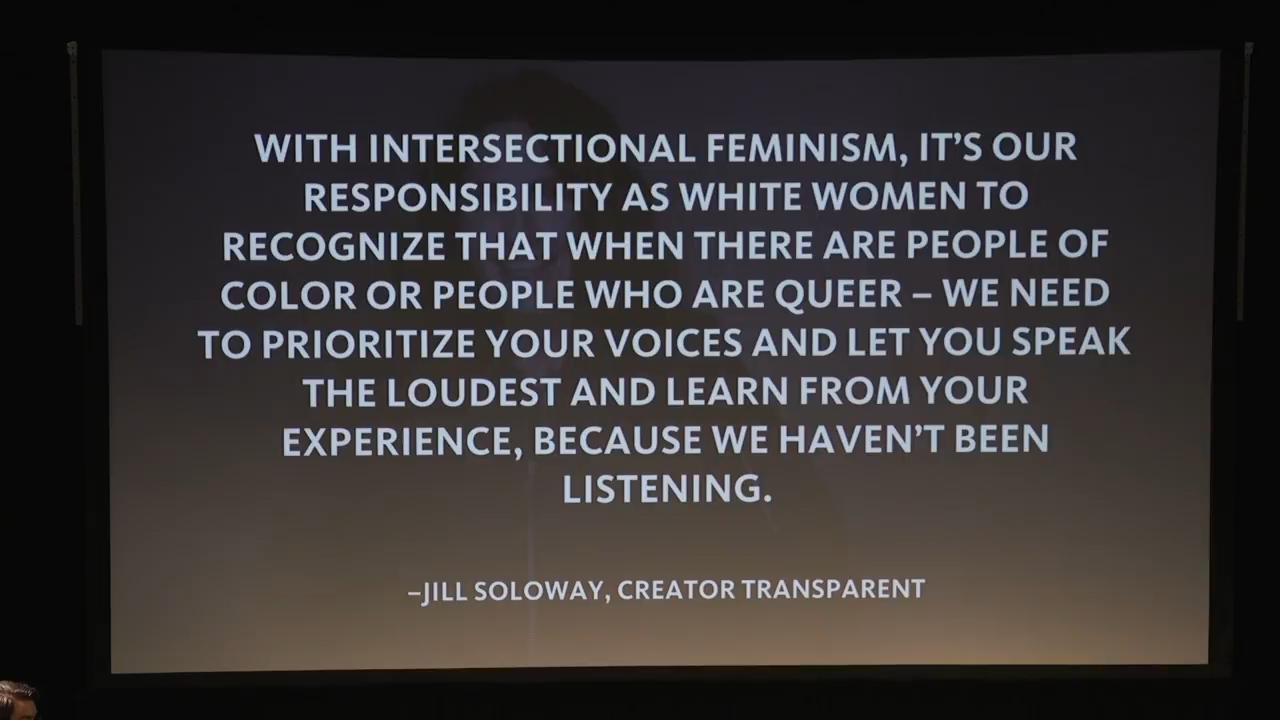 WITH INTERSECTIONAL FEMINISM, IT'S OUR
RESPONSIBILITY AS WHITE WOMEN TO
RECOGNIZE THAT WHEN THERE ARE PEOPLE OF
COLOR OR PEOPLE WHO ARE QUEER – WE NEED
TO PRIORITIZE YOUR VOICES AND LET YOU SPEAK
THE LOUDEST AND LEARN FROM YOUR
EXPERIENCE, BECAUSE WE HAVEN'T BEEN
LISTENING.
–JILL SOLOWAY, CREATOR TRANSPARENT